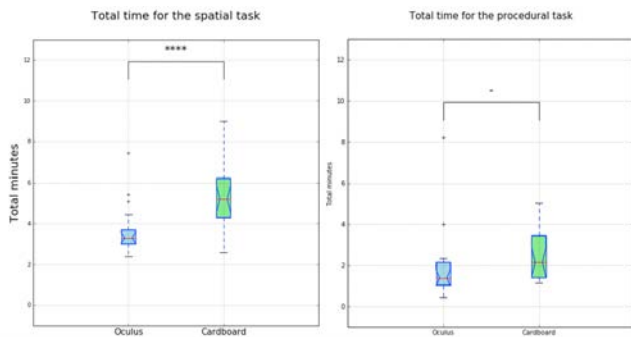 Total time for the spatial task
Total minutes
12
10
8
6
4
2
0
****
Oculus
Cardboard
Total time for the procedural task
Total minutes
12
10
8
6
4
2
0
Oculus
Cardboard